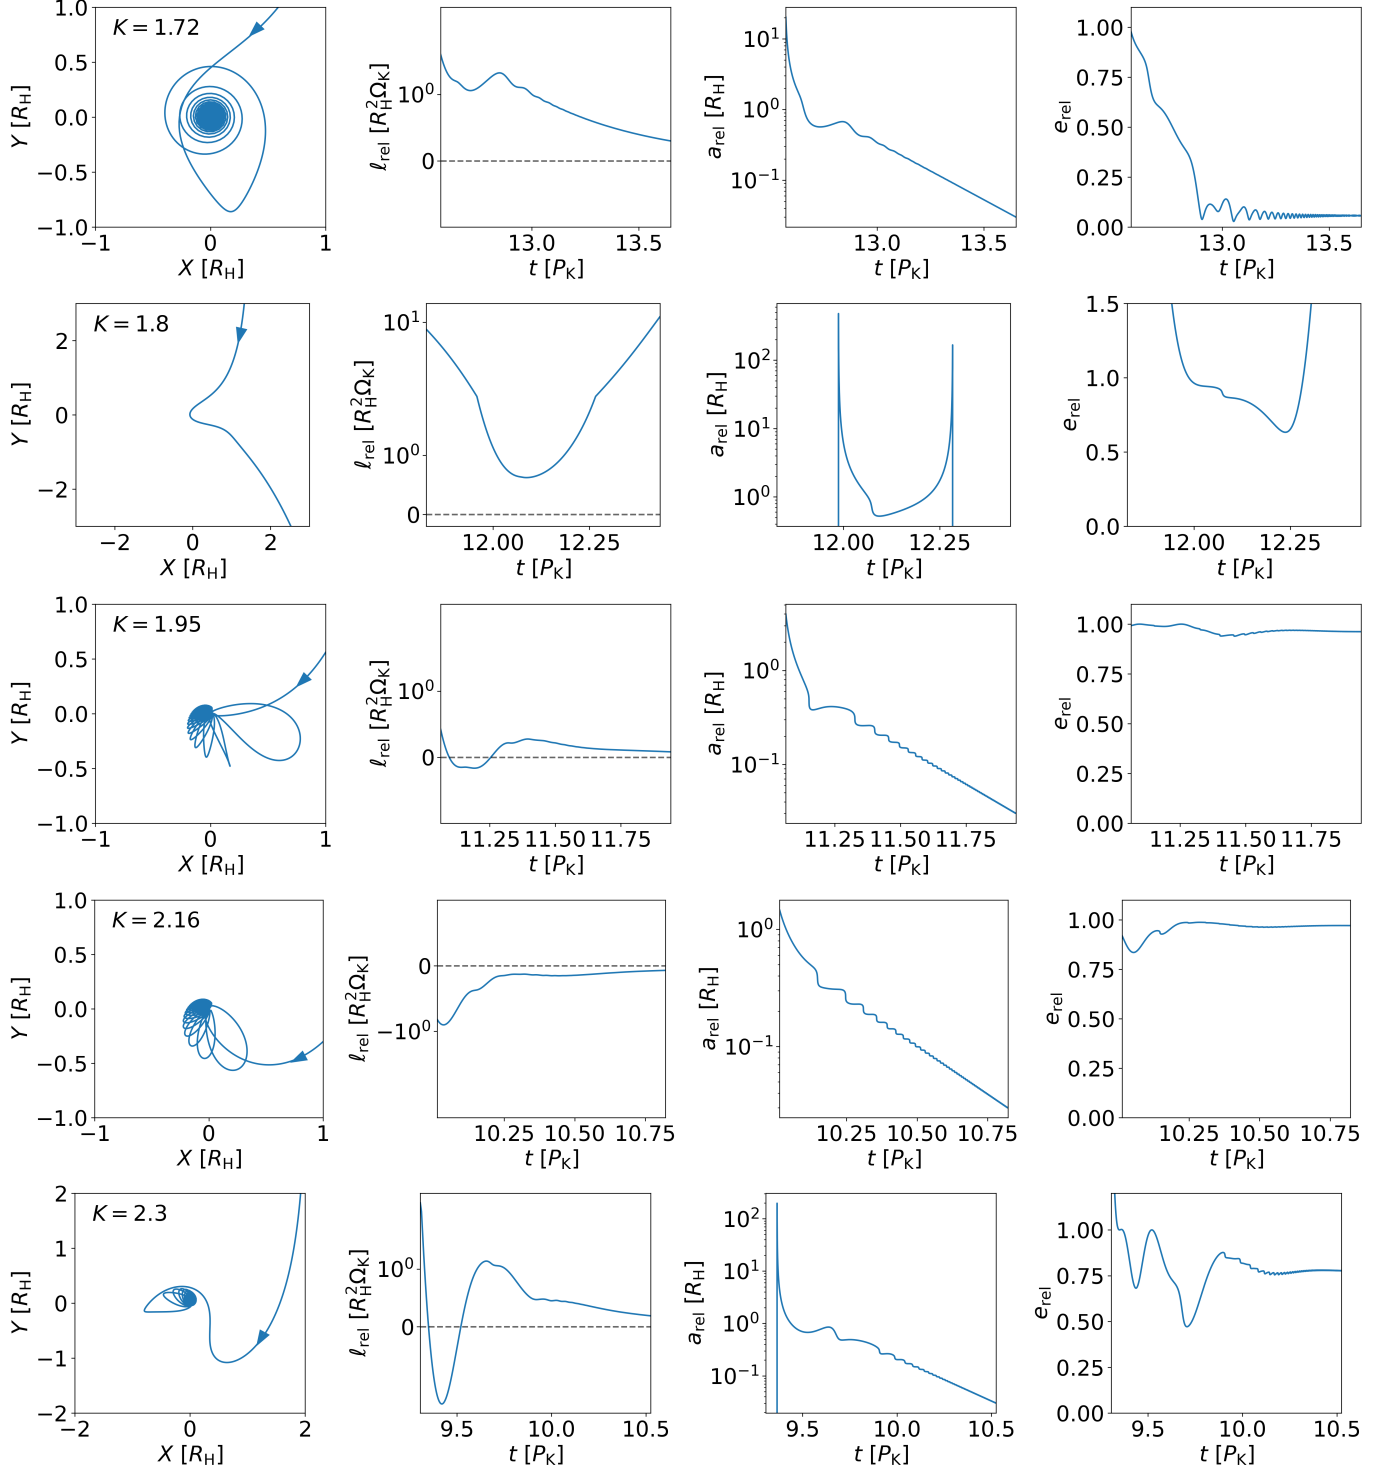 K = 1.72
1.0
0.5
0.0
−0.5
−1.0
Y [R_H]
−1 0 1
X [R_H]
10^0
0
ℓ_rel [R_H^2 Ω_K]
13.0 13.5
t [P_K]
10^1
10^0
10^−1
a_rel [R_H]
13.0 13.5
t [P_K]
1.00
0.75
0.50
0.25
0.00
e_rel
13.0 13.5
t [P_K]
K = 1.8
2
0
−2
Y [R_H]
−2 0 2
X [R_H]
10^1
10^0
0
ℓ_rel [R_H^2 Ω_K]
12.00 12.25
t [P_K]
10^2
10^1
10^0
a_rel [R_H]
12.00 12.25
t [P_K]
1.5
1.0
0.5
0.0
e_rel
12.00 12.25
t [P_K]
K = 1.95
1.0
0.5
0.0
−0.5
−1.0
Y [R_H]
−1 0 1
X [R_H]
10^0
0
ℓ_rel [R_H^2 Ω_K]
11.25 11.50 11.75
t [P_K]
10^0
10^−1
a_rel [R_H]
11.25 11.50 11.75
t [P_K]
1.00
0.75
0.50
0.25
0.00
e_rel
11.25 11.50 11.75
t [P_K]
K = 2.16
1.0
0.5
0.0
−0.5
−1.0
Y [R_H]
−1 0 1
X [R_H]
0
−10^0
ℓ_rel [R_H^2 Ω_K]
10.25 10.50 10.75
t [P_K]
10^0
10^−1
a_rel [R_H]
10.25 10.50 10.75
t [P_K]
1.00
0.75
0.50
0.25
0.00
e_rel
10.25 10.50 10.75
t [P_K]
K = 2.3
2
1
0
−1
−2
Y [R_H]
−2 0 2
X [R_H]
10^0
0
ℓ_rel [R_H^2 Ω_K]
9.5 10.0 10.5
t [P_K]
10^2
10^1
10^0
10^−1
a_rel [R_H]
9.5 10.0 10.5
t [P_K]
1.00
0.75
0.50
0.25
0.00
e_rel
9.5 10.0 10.5
t [P_K]